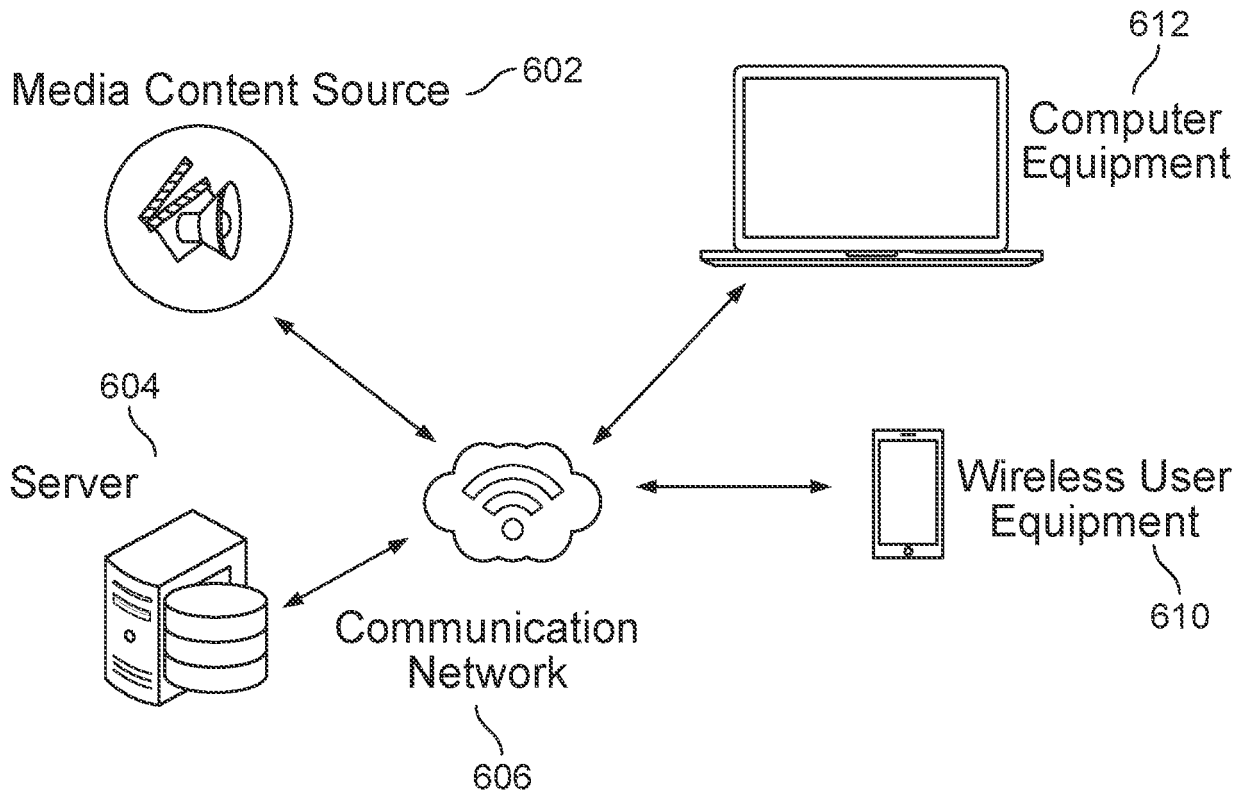 Media Content Source
602
612
Computer
Equipment
604
Server
Wireless User
Equipment
610
Communication
Network
606